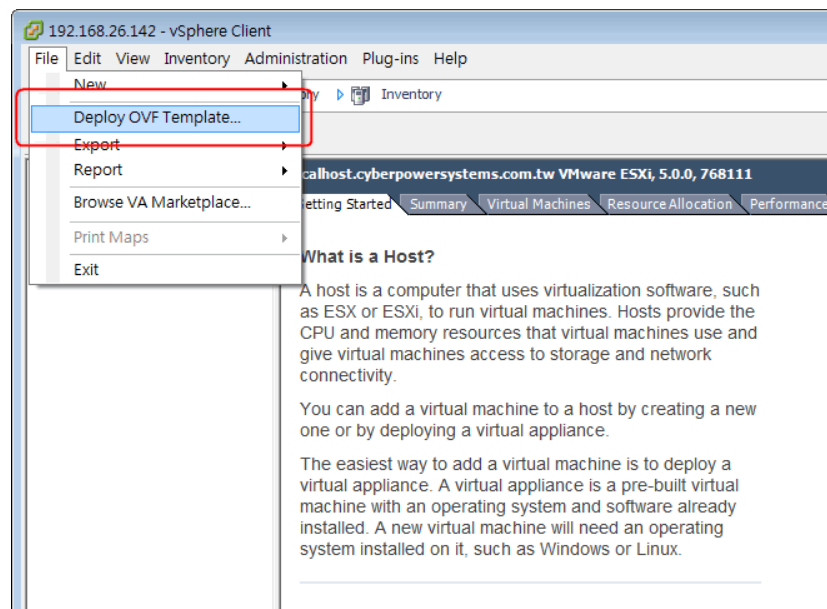 192.168.26.142 - vSphere Client
File Edit View Inventory Administration Plug-ins Help
New
Inventory
Deploy OVF Template...
Export
Report
calhost.cyberpowersystems.com.tw VMware ESXi, 5.0.0, 768111
Browse VA Marketplace...
etting Started Summary Virtual Machines Resource Allocation Performance
Print Maps
What is a Host?
Exit
A host is a computer that uses virtualization software, such
as ESX or ESXi, to run virtual machines. Hosts provide the
CPU and memory resources that virtual machines use and
give virtual machines access to storage and network
connectivity.
You can add a virtual machine to a host by creating a new
one or by deploying a virtual appliance.
The easiest way to add a virtual machine is to deploy a
virtual appliance. A virtual appliance is a pre-built virtual
machine with an operating system and software already
installed. A new virtual machine will need an operating
system installed on it, such as Windows or Linux.